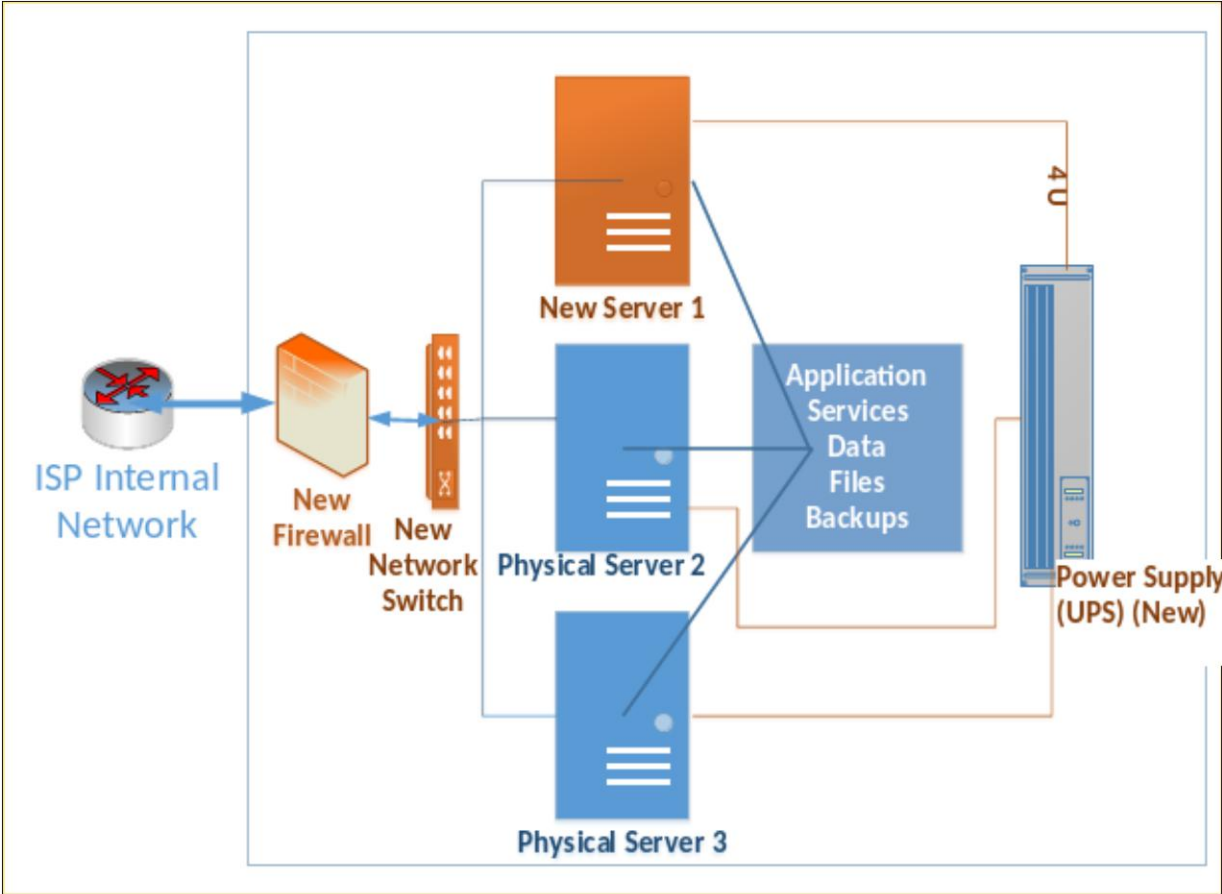 New Server 1
4 U
Application
Services
Data
Files
Backups
ISP Internal
Network
New
Firewall
New
Network
Switch
Physical Server 2
Power Supply
(UPS) (New)
Physical Server 3